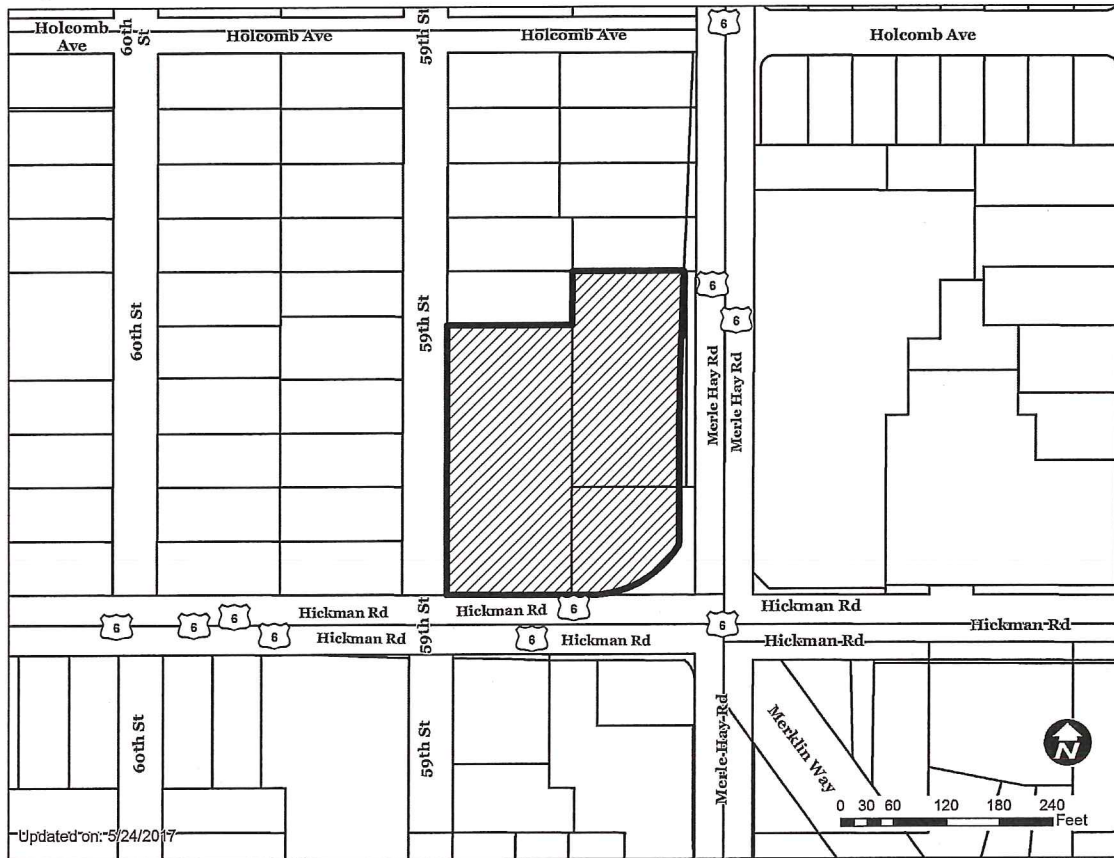 Holcomb
Ave
60th
St
Holcomb Ave
59th St
Holcomb Ave
6
Holcomb Ave
60th St
59th St
6
6
Merle Hay Rd
Merle Hay Rd
Hickman Rd
59th St
Hickman Rd
6
Hickman Rd
6
6
6
6
Hickman Rd
6
Hickman Rd
6
Hickman Rd
Hickman Rd
60th St
59th St
Merle Hay Rd
Merklin Way
N
0 30 60 120 180 240
Feet
Updated on: 5/24/2017